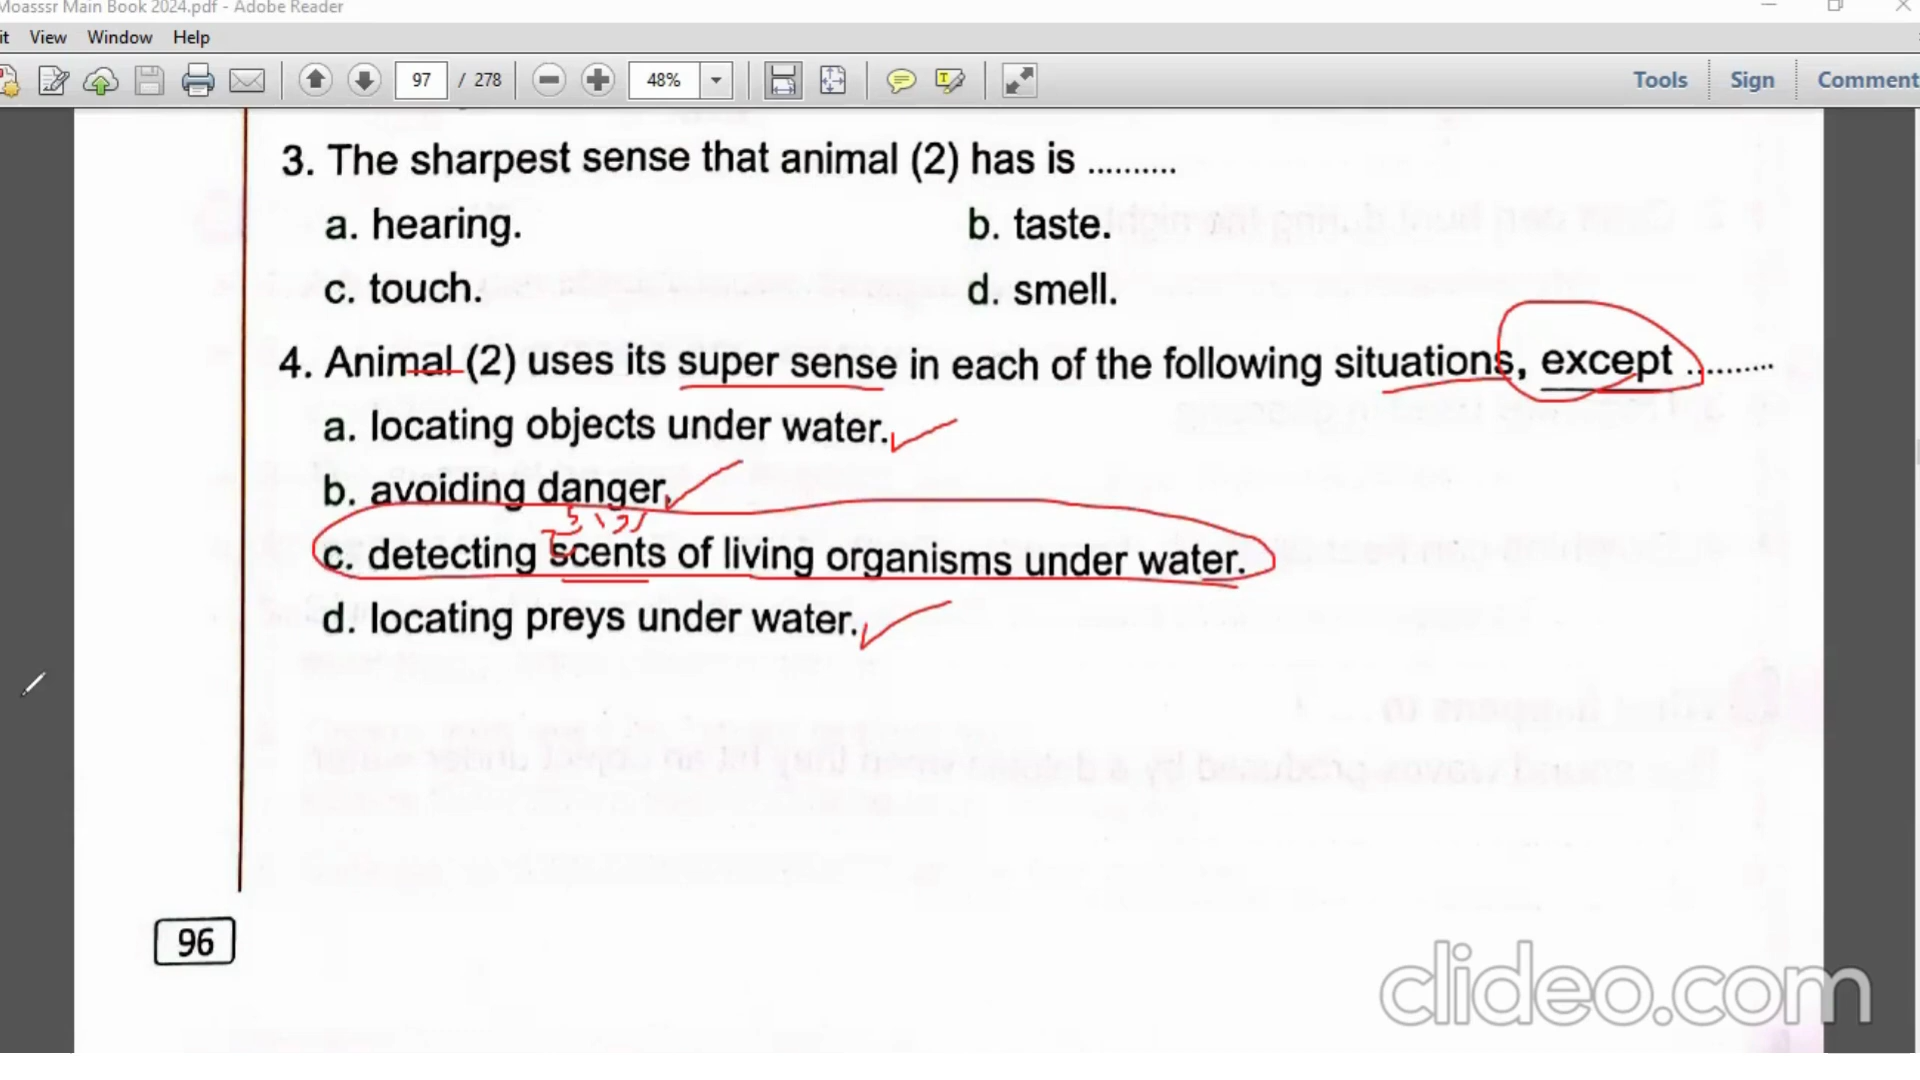 Moasssr Main Book 2024.pdf - Adobe Reader
it View Window Help
97 / 278 48% Tools Sign Comment
3. The sharpest sense that animal (2) has is ..........
a. hearing. b. taste.
c. touch. d. smell.
4. Animal (2) uses its super sense in each of the following situations, except ..........
a. locating objects under water.
b. avoiding danger.
c. detecting scents of living organisms under water.
d. locating preys under water.
96
clideo.com